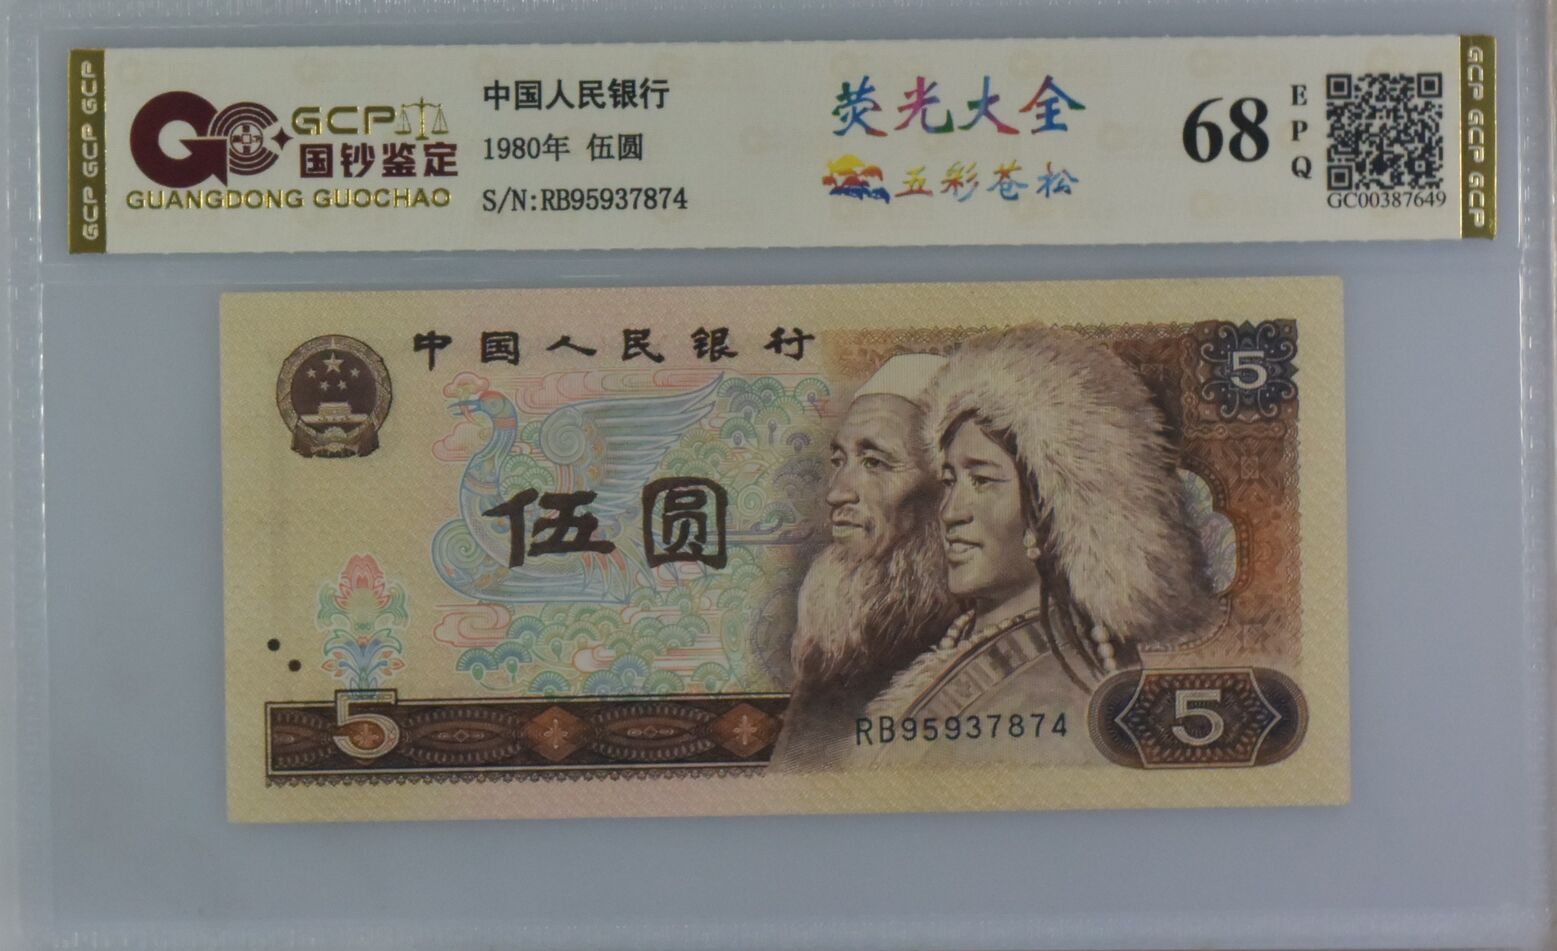 GCP GCP GCP
GCP
国钞鉴定
GUANGDONG GUOCHAO
中国人民银行
1980年 伍圆
S/N:RB95937874
荧光大全
五彩苍松
68
EPQ
GC00387649
GCP GCP GCP
中国人民银行
5
伍圆
5
RB95937874
5